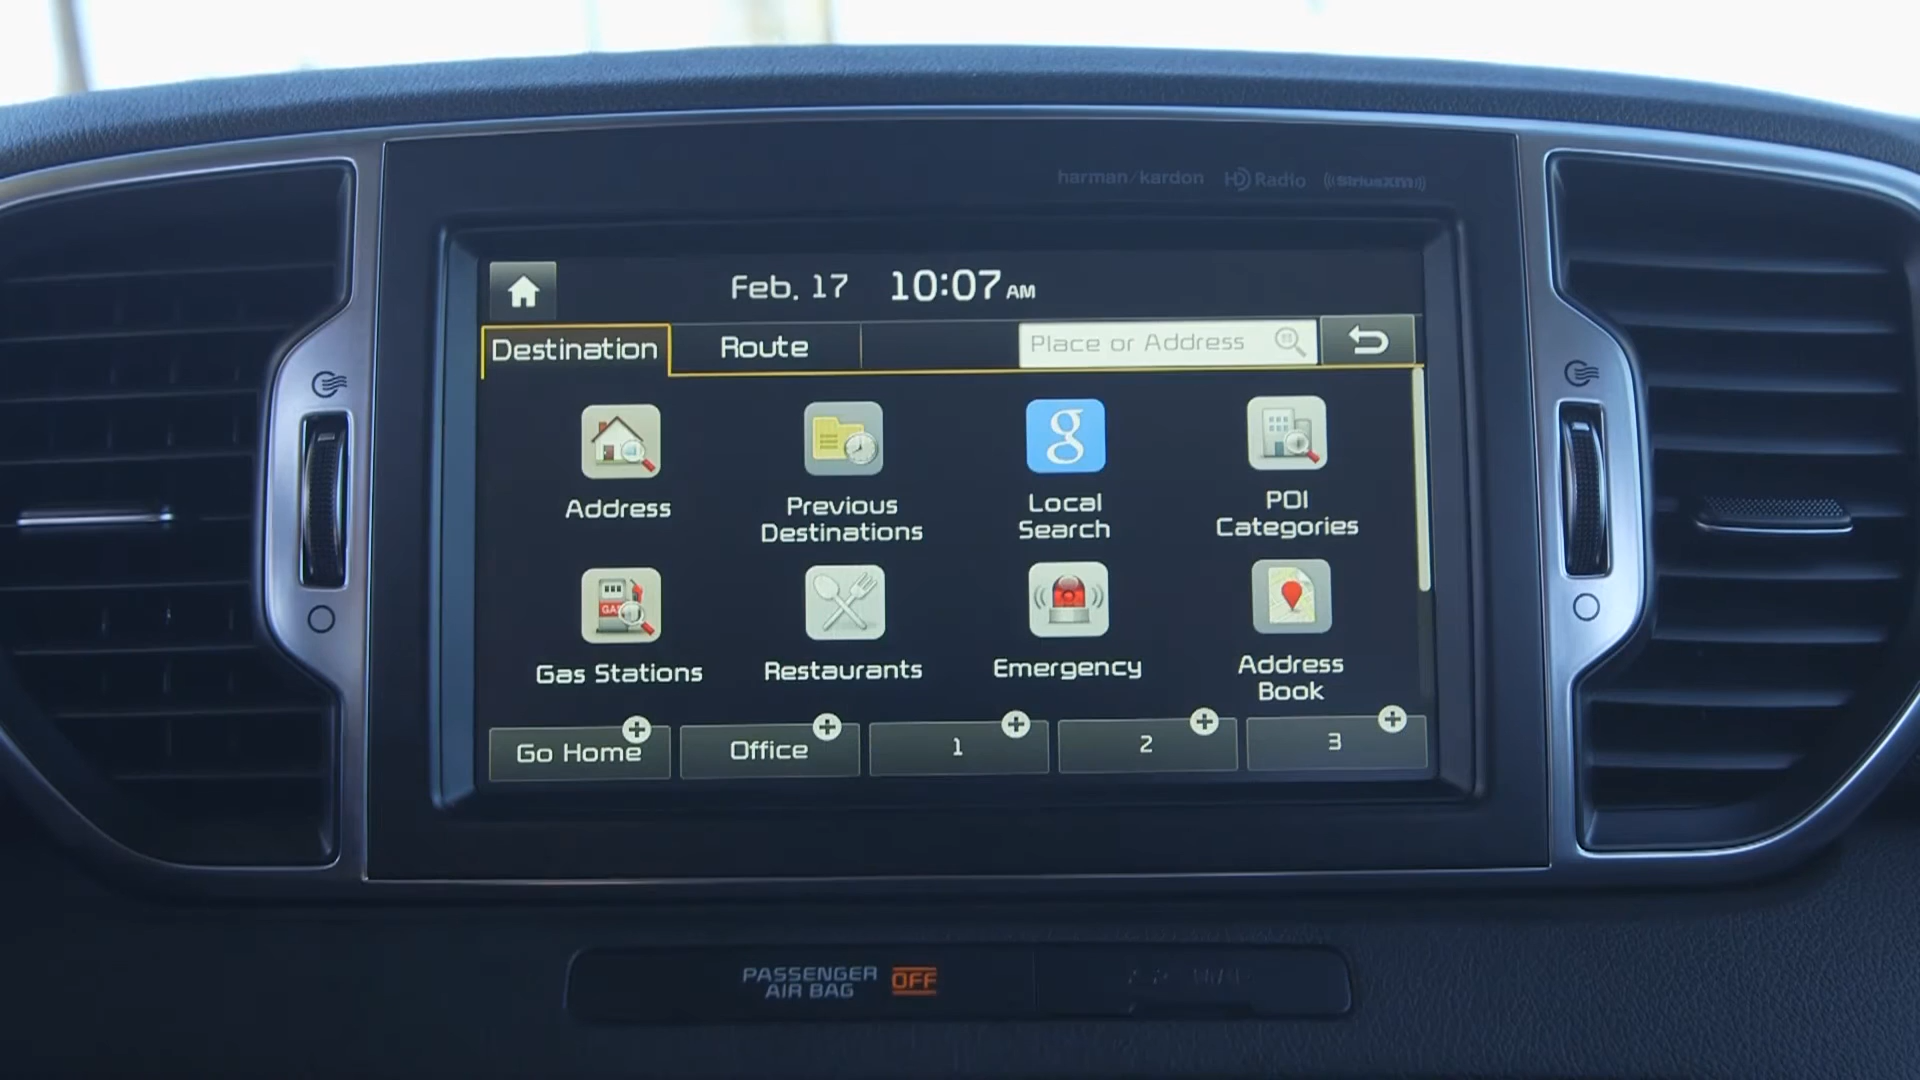 harman/kardon HD Radio ((SiriusXM))
Feb. 17 10:07 AM
Destination Route Place or Address
Address
Previous
Destinations
Local
Search
POI
Categories
Gas Stations
Restaurants
Emergency
Address
Book
Go Home Office 1 2 3
PASSENGER
AIR BAG OFF